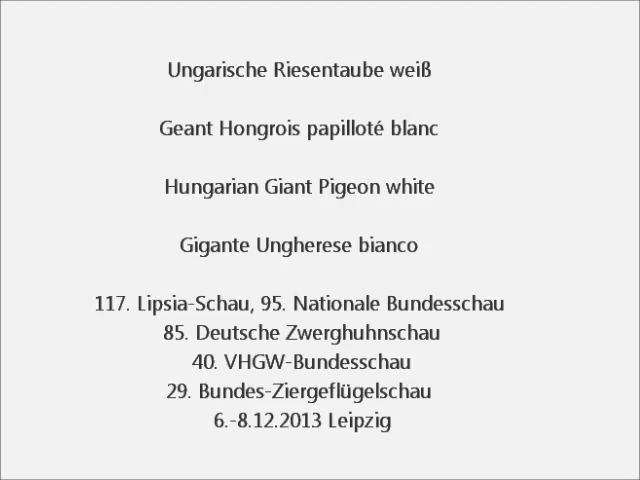 Ungarische Riesentaube weiß
Geant Hongrois papilloté blanc
Hungarian Giant Pigeon white
Gigante Ungherese bianco
117. Lipsia-Schau, 95. Nationale Bundesschau
85. Deutsche Zwerghuhnschau
40. VHGW-Bundesschau
29. Bundes-Ziergeflügelschau
6.-8.12.2013 Leipzig